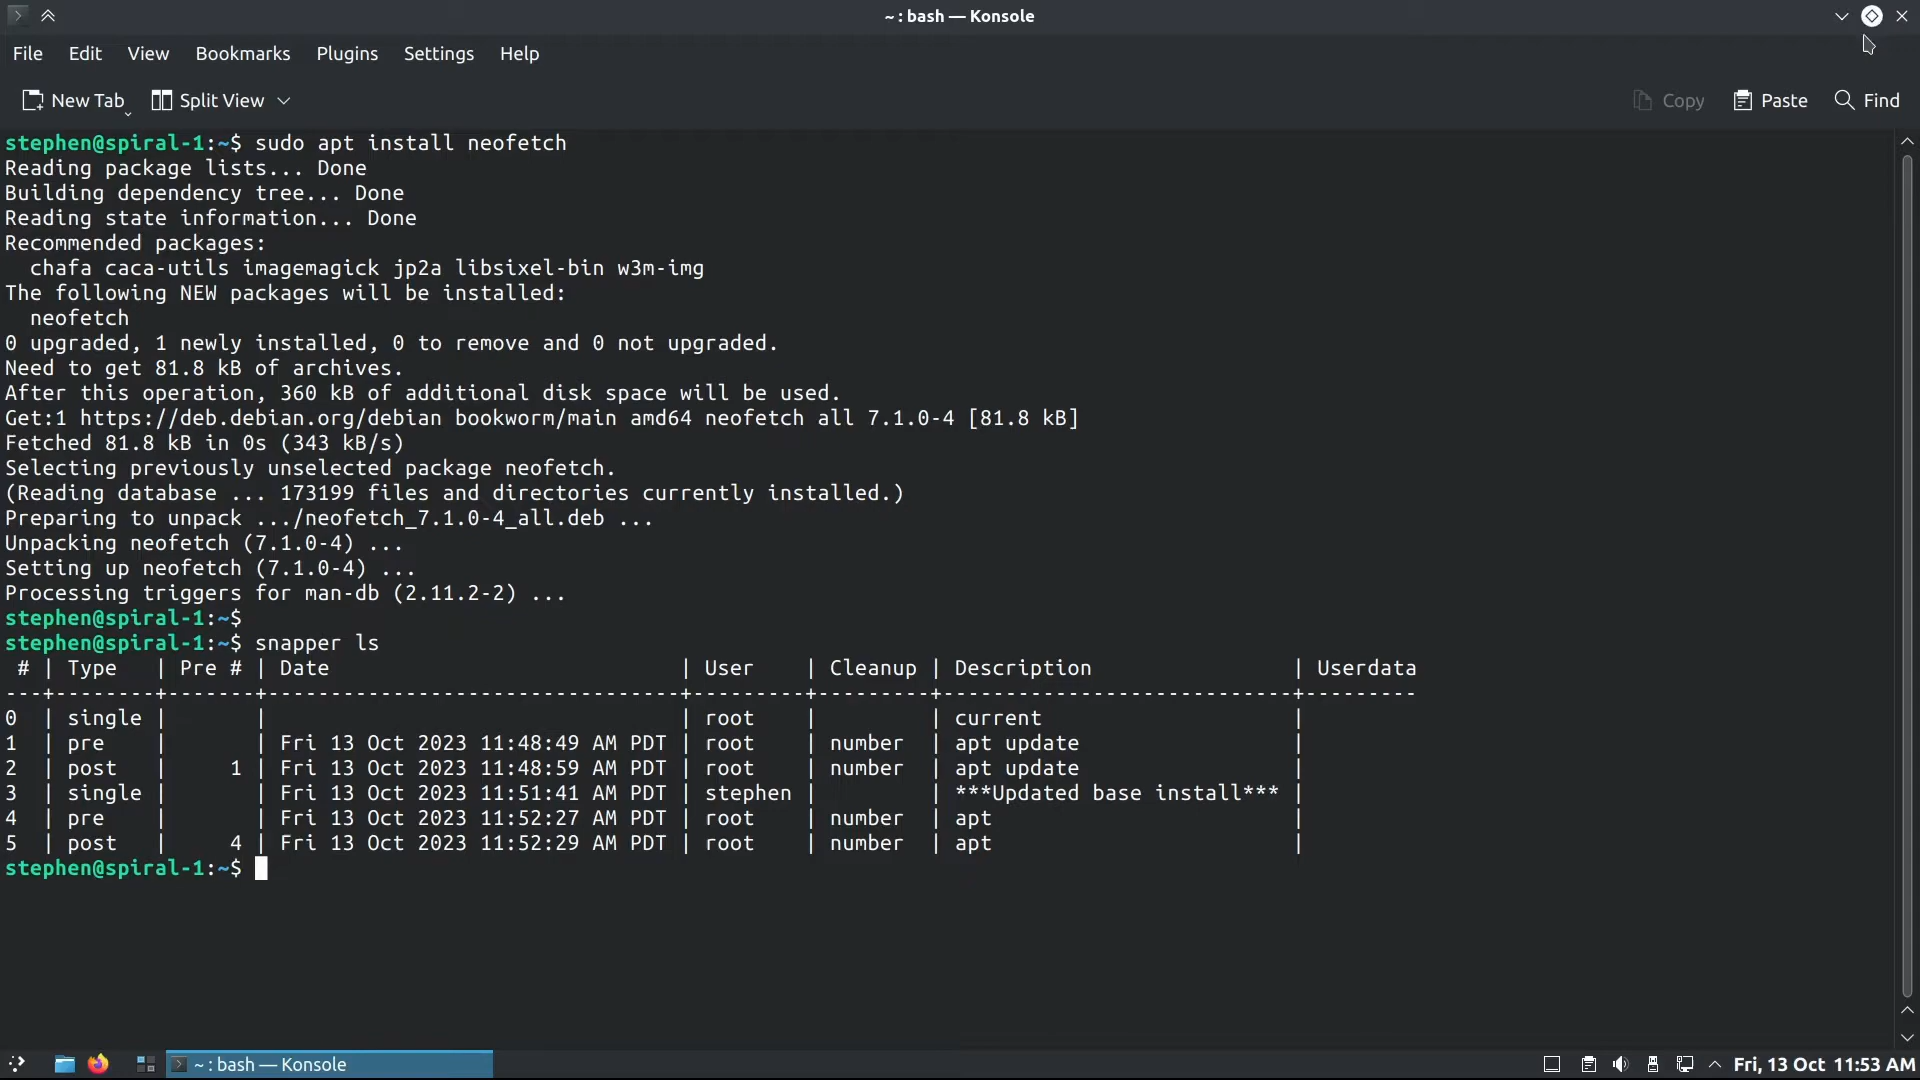 ~ : bash — Konsole
File Edit View Bookmarks Plugins Settings Help
New Tab Split View Copy Paste Find
stephen@spiral-1:~$ sudo apt install neofetch
Reading package lists... Done
Building dependency tree... Done
Reading state information... Done
Recommended packages:
  chafa caca-utils imagemagick jp2a libsixel-bin w3m-img
The following NEW packages will be installed:
  neofetch
0 upgraded, 1 newly installed, 0 to remove and 0 not upgraded.
Need to get 81.8 kB of archives.
After this operation, 360 kB of additional disk space will be used.
Get:1 https://deb.debian.org/debian bookworm/main amd64 neofetch all 7.1.0-4 [81.8 kB]
Fetched 81.8 kB in 0s (343 kB/s)
Selecting previously unselected package neofetch.
(Reading database ... 173199 files and directories currently installed.)
Preparing to unpack .../neofetch_7.1.0-4_all.deb ...
Unpacking neofetch (7.1.0-4) ...
Setting up neofetch (7.1.0-4) ...
Processing triggers for man-db (2.11.2-2) ...
stephen@spiral-1:~$
stephen@spiral-1:~$ snapper ls
 # | Type   | Pre # | Date                             | User    | Cleanup | Description                | Userdata
---+--------+-------+----------------------------------+---------+---------+----------------------------+---------
0  | single |       |                                  | root    |         | current                    |
1  | pre    |       | Fri 13 Oct 2023 11:48:49 AM PDT | root    | number  | apt update                 |
2  | post   |     1 | Fri 13 Oct 2023 11:48:59 AM PDT | root    | number  | apt update                 |
3  | single |       | Fri 13 Oct 2023 11:51:41 AM PDT | stephen |         | ***Updated base install*** |
4  | pre    |       | Fri 13 Oct 2023 11:52:27 AM PDT | root    | number  | apt                        |
5  | post   |     4 | Fri 13 Oct 2023 11:52:29 AM PDT | root    | number  | apt                        |
stephen@spiral-1:~$
~ : bash — Konsole Fri, 13 Oct 11:53 AM